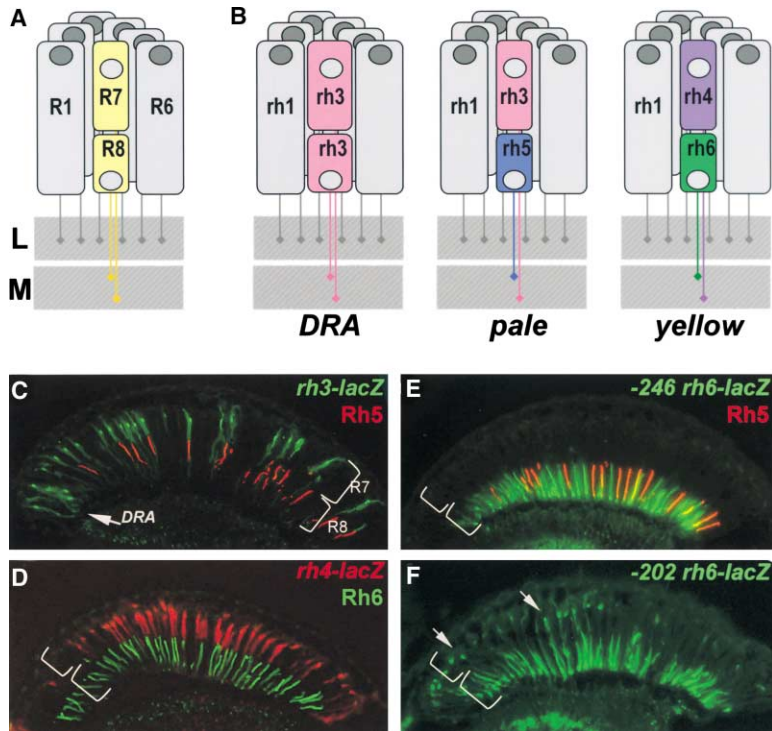 A
R1
R7
R6
R8
L
M
B
rh1
rh3
rh3
DRA
rh1
rh3
rh5
pale
rh1
rh4
rh6
yellow
C
rh3-lacZ
Rh5
DRA
R7
R8
D
rh4-lacZ
Rh6
E
-246 rh6-lacZ
Rh5
F
-202 rh6-lacZ